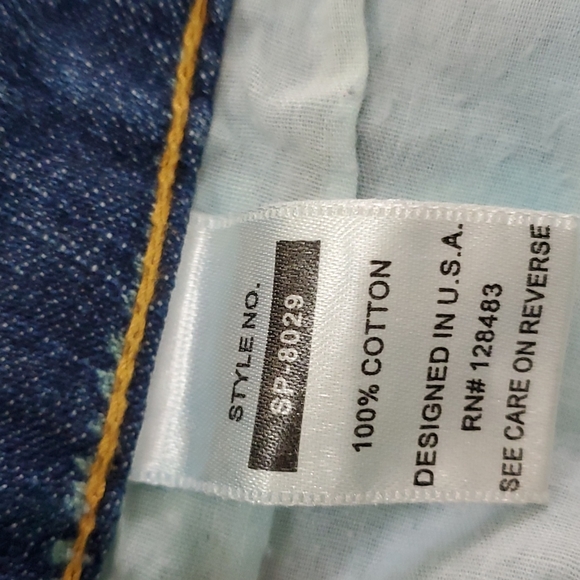 STYLE NO.
SP-8029
100% COTTON
DESIGNED IN U.S.A.
RN# 128483
SEE CARE ON REVERSE